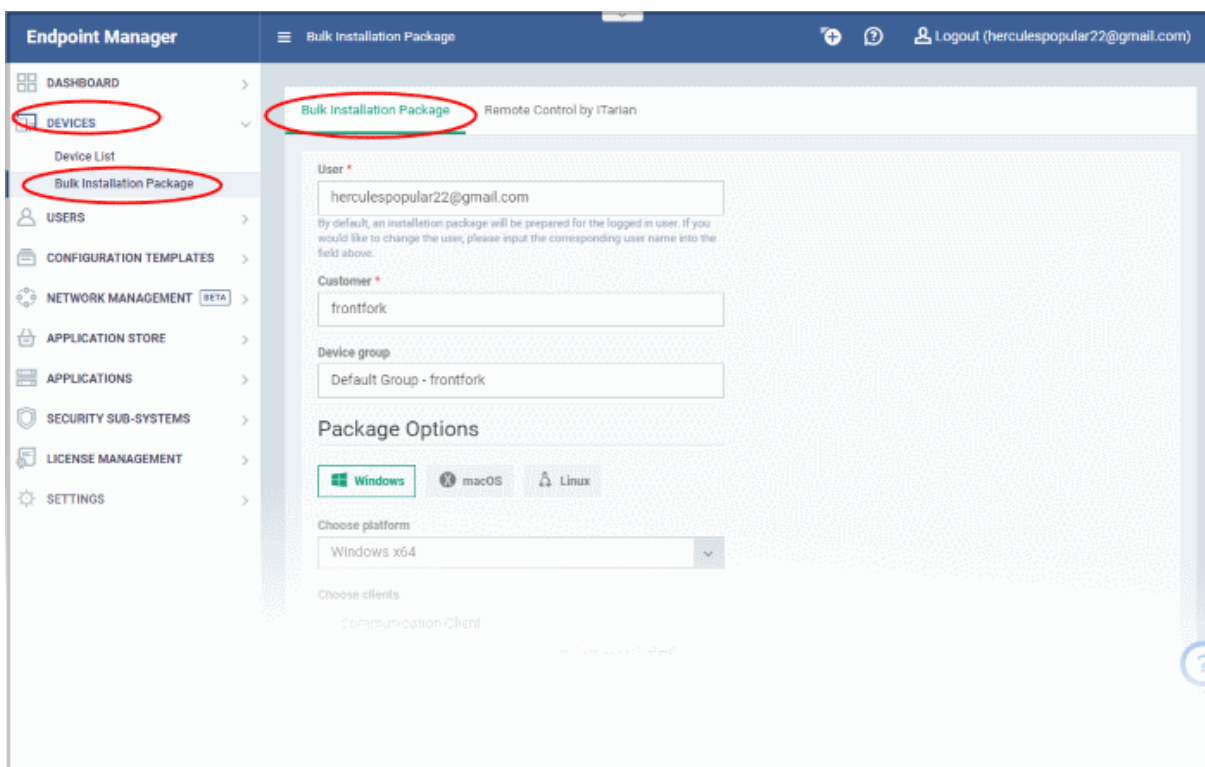 Endpoint Manager
Bulk Installation Package
Logout (herculespopular22@gmail.com)
DASHBOARD
DEVICES
Device List
Bulk Installation Package
USERS
CONFIGURATION TEMPLATES
NETWORK MANAGEMENT BETA
APPLICATION STORE
APPLICATIONS
SECURITY SUB-SYSTEMS
LICENSE MANAGEMENT
SETTINGS
Bulk Installation Package
Remote Control by ITarian
User *
herculespopular22@gmail.com
By default, an installation package will be prepared for the logged in user. If you
would like to change the user, please input the corresponding user name into the
field above.
Customer *
frontfork
Device group
Default Group - frontfork
Package Options
Windows
macOS
Linux
Choose platform
Windows x64
Choose clients
Communication Client